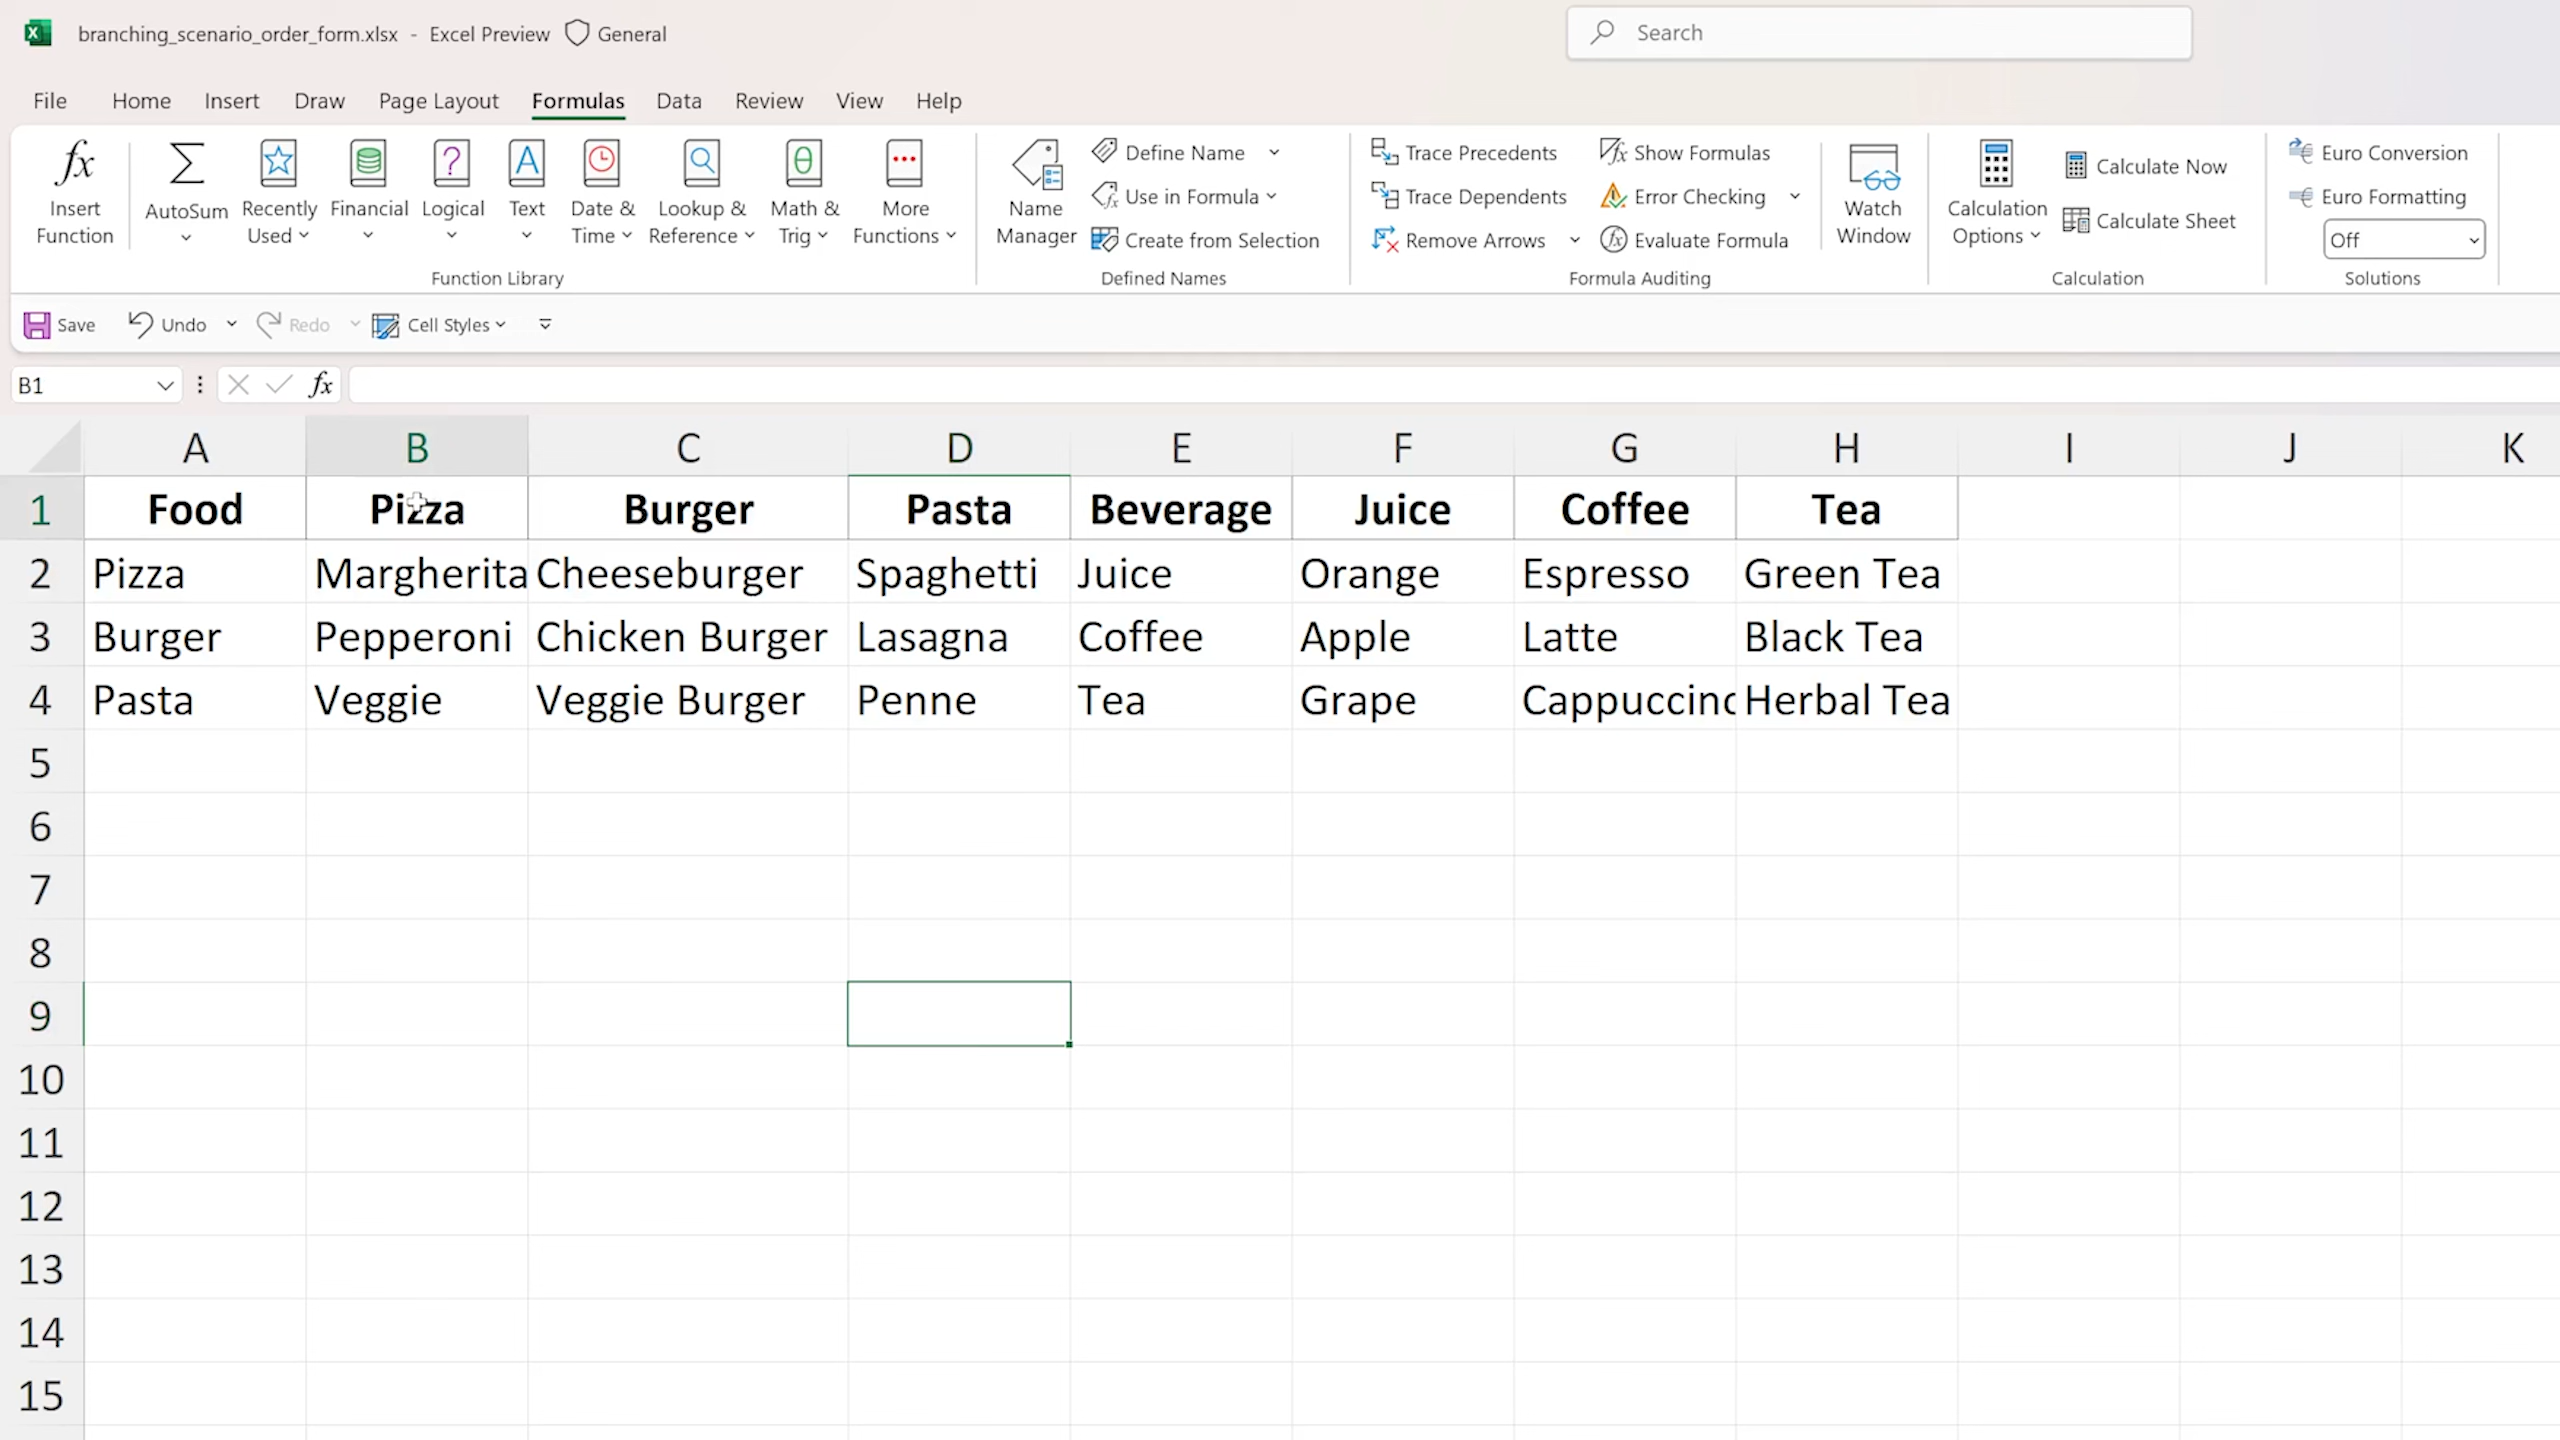 branching_scenario_order_form.xlsx - Excel Preview General
Search
File Home Insert Draw Page Layout Formulas Data Review View Help
fx Insert Function
AutoSum
Recently Used
Financial
Logical
Text
Date & Time
Lookup & Reference
Math & Trig
More Functions
Function Library
Name Manager
Define Name
Use in Formula
Create from Selection
Defined Names
Trace Precedents
Trace Dependents
Remove Arrows
Show Formulas
Error Checking
Evaluate Formula
Formula Auditing
Watch Window
Calculation Options
Calculate Now
Calculate Sheet
Calculation
Euro Conversion
Euro Formatting
Off
Solutions
Save Undo Redo Cell Styles
B1 fx
A B C D E F G H I J K
1 Food Pizza Burger Pasta Beverage Juice Coffee Tea
2 Pizza Margherita Cheeseburger Spaghetti Juice Orange Espresso Green Tea
3 Burger Pepperoni Chicken Burger Lasagna Coffee Apple Latte Black Tea
4 Pasta Veggie Veggie Burger Penne Tea Grape Cappuccino Herbal Tea
5
6
7
8
9
10
11
12
13
14
15